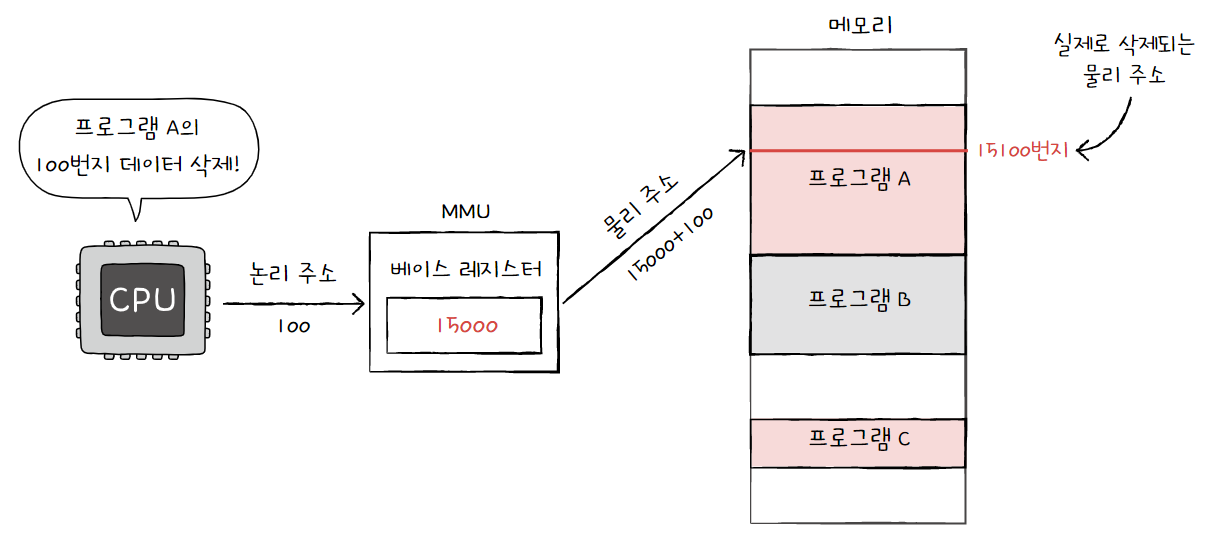 프로그램 A의
100번지 데이터 삭제!
CPU
논리 주소
100
MMU
베이스 레지스터
15000
물리 주소
15000+100
메모리
프로그램 A
프로그램 B
프로그램 C
15100번지
실제로 삭제되는
물리 주소